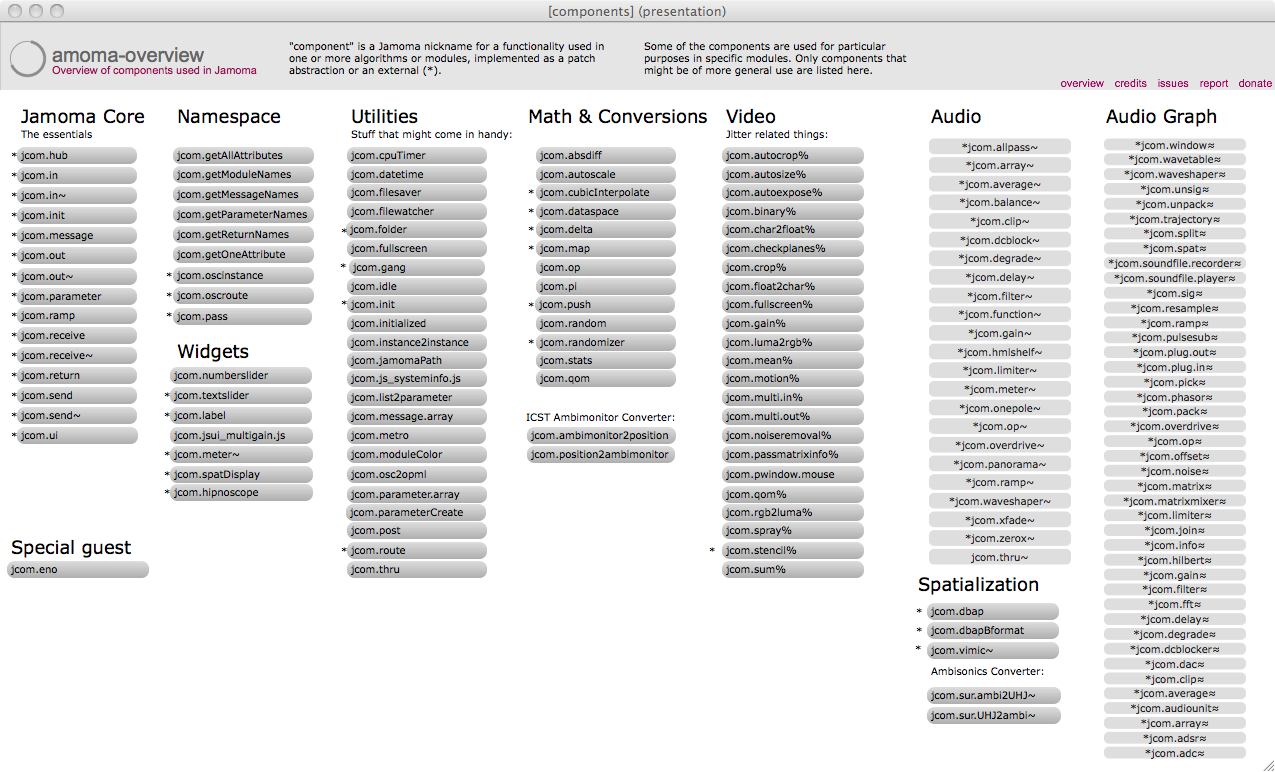 [components] (presentation)
amoma-overview
Overview of components used in Jamoma
"component" is a Jamoma nickname for a functionality used in
one or more algorithms or modules, implemented as a patch
abstraction or an external (*).
Some of the components are used for particular
purposes in specific modules. Only components that
might be of more general use are listed here.
overview credits issues report donate
Jamoma Core
The essentials
* jcom.hub
* jcom.in
* jcom.in~
* jcom.init
* jcom.message
* jcom.out
* jcom.out~
* jcom.parameter
* jcom.ramp
* jcom.receive
* jcom.receive~
* jcom.return
* jcom.send
* jcom.send~
* jcom.ui
Special guest
jcom.eno
Namespace
jcom.getAllAttributes
jcom.getModuleNames
jcom.getMessageNames
jcom.getParameterNames
jcom.getReturnNames
jcom.getOneAttribute
* jcom.oscinstance
* jcom.oscroute
* jcom.pass
Widgets
jcom.numberslider
* jcom.textslider
* jcom.label
jcom.jsui_multigain.js
* jcom.meter~
* jcom.spatDisplay
* jcom.hipnoscope
Utilities
Stuff that might come in handy:
jcom.cpuTimer
jcom.datetime
jcom.filesaver
jcom.filewatcher
* jcom.folder
jcom.fullscreen
* jcom.gang
jcom.idle
* jcom.init
jcom.initialized
jcom.instance2instance
jcom.jamomaPath
jcom.js_systeminfo.js
jcom.list2parameter
jcom.message.array
jcom.metro
jcom.moduleColor
jcom.osc2opml
jcom.parameter.array
jcom.parameterCreate
jcom.post
* jcom.route
jcom.thru
Math & Conversions
jcom.absdiff
jcom.autoscale
* jcom.cubicInterpolate
* jcom.dataspace
* jcom.delta
* jcom.map
jcom.op
jcom.pi
* jcom.push
jcom.random
* jcom.randomizer
jcom.stats
jcom.qom
ICST Ambimonitor Converter:
jcom.ambimonitor2position
jcom.position2ambimonitor
Video
Jitter related things:
jcom.autocrop%
jcom.autosize%
jcom.autoexpose%
jcom.binary%
jcom.char2float%
jcom.checkplanes%
jcom.crop%
jcom.float2char%
jcom.fullscreen%
jcom.gain%
jcom.luma2rgb%
jcom.mean%
jcom.motion%
jcom.multi.in%
jcom.multi.out%
jcom.noiseremoval%
jcom.passmatrixinfo%
jcom.pwindow.mouse
jcom.qom%
jcom.rgb2luma%
jcom.spray%
* jcom.stencil%
jcom.sum%
Audio
*jcom.allpass~
*jcom.array~
*jcom.average~
*jcom.balance~
*jcom.clip~
*jcom.dcblock~
*jcom.degrade~
*jcom.delay~
*jcom.filter~
*jcom.function~
*jcom.gain~
*jcom.hmlshelf~
*jcom.limiter~
*jcom.meter~
*jcom.onepole~
*jcom.op~
*jcom.overdrive~
*jcom.panorama~
*jcom.ramp~
*jcom.waveshaper~
*jcom.xfade~
*jcom.zerox~
jcom.thru~
Spatialization
* jcom.dbap
* jcom.dbapBformat
* jcom.vimic~
Ambisonics Converter:
jcom.sur.ambi2UHJ~
jcom.sur.UHJ2ambi~
Audio Graph
*jcom.window≈
*jcom.wavetable≈
*jcom.waveshaper≈
*jcom.unsig≈
*jcom.unpack≈
*jcom.trajectory≈
*jcom.split≈
*jcom.spat≈
*jcom.soundfile.recorder≈
*jcom.soundfile.player≈
*jcom.sig≈
*jcom.resample≈
*jcom.ramp≈
*jcom.pulsesub≈
*jcom.plug.out≈
*jcom.plug.in≈
*jcom.pick≈
*jcom.phasor≈
*jcom.pack≈
*jcom.overdrive≈
*jcom.op≈
*jcom.offset≈
*jcom.noise≈
*jcom.matrix≈
*jcom.matrixmixer≈
*jcom.limiter≈
*jcom.join≈
*jcom.info≈
*jcom.hilbert≈
*jcom.gain≈
*jcom.filter≈
*jcom.fft≈
*jcom.delay≈
*jcom.degrade≈
*jcom.dcblocker≈
*jcom.dac≈
*jcom.clip≈
*jcom.average≈
*jcom.audiounit≈
*jcom.array≈
*jcom.adsr≈
*jcom.adc≈